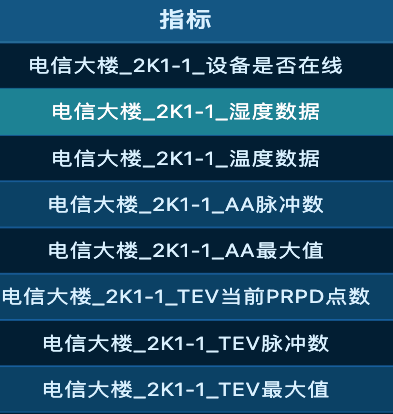 指标
电信大楼_2K1-1_设备是否在线
电信大楼_2K1-1_湿度数据
电信大楼_2K1-1_温度数据
电信大楼_2K1-1_AA脉冲数
电信大楼_2K1-1_AA最大值
电信大楼_2K1-1_TEV当前PRPD点数
电信大楼_2K1-1_TEV脉冲数
电信大楼_2K1-1_TEV最大值